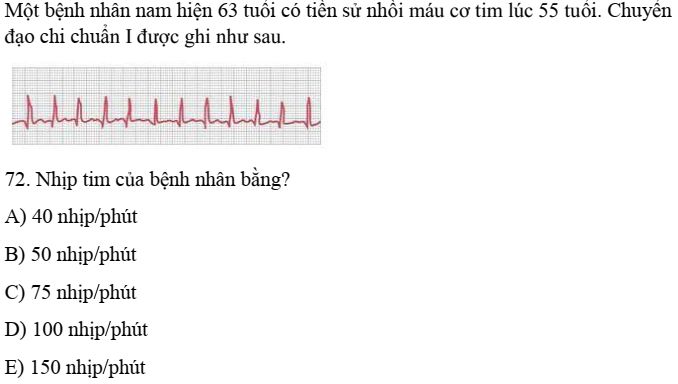 Một bệnh nhân nam hiện 63 tuổi có tiền sử nhồi máu cơ tim lúc 55 tuổi. Chuyển
đạo chi chuẩn I được ghi như sau.
72. Nhịp tim của bệnh nhân bằng?
A) 40 nhịp/phút
B) 50 nhịp/phút
C) 75 nhịp/phút
D) 100 nhịp/phút
E) 150 nhịp/phút